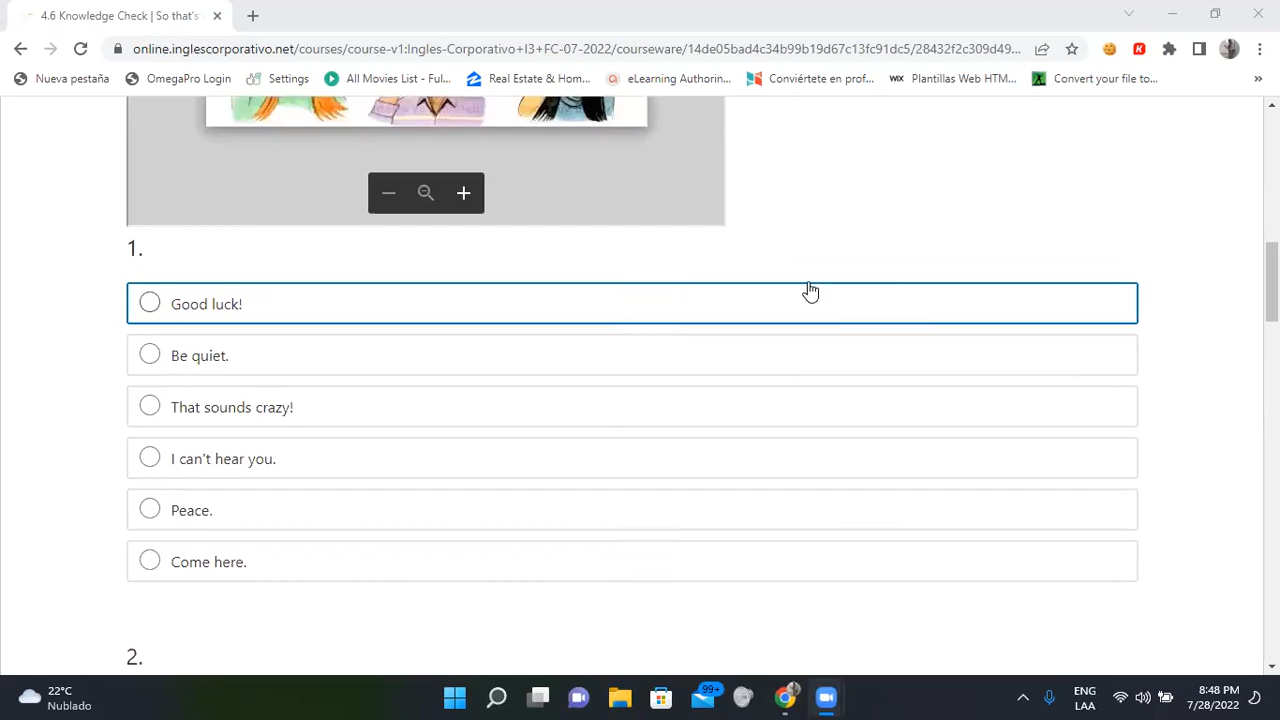 4.6 Knowledge Check | So that's
online.inglescorporativo.net/courses/course-v1:Ingles-Corporativo+I3+FC-07-2022/courseware/14de05bad4c34b99b19d67c13fc91dc5/28432f2c309d49...
Nueva pestaña OmegaPro Login Settings All Movies List - Ful... Real Estate & Hom... eLearning Authorin... Conviértete en prof... WIX Plantillas Web HTM... Convert your file to... »
1.
Good luck!
Be quiet.
That sounds crazy!
I can't hear you.
Peace.
Come here.
2.
22°C
Nublado
99+
ENG
LAA
8:48 PM
7/28/2022